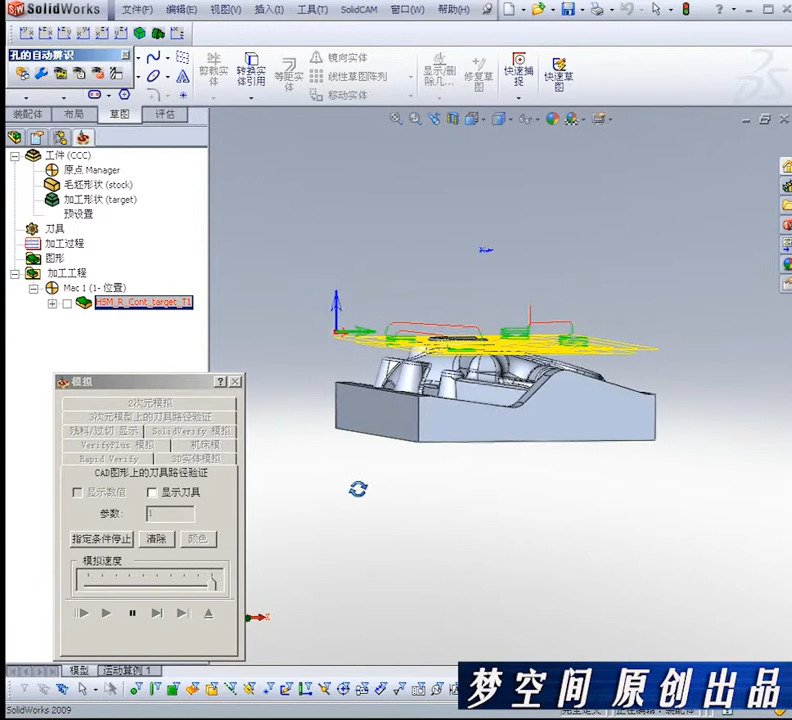 SolidWorks 文件(F) 编辑(E) 视图(V) 插入(I) 工具(T) SolidCAM 窗口(W) 帮助(H)
孔的自动辨识
剪裁实体 转换实体引用 等距实体 镜向实体 线性草图阵列 移动实体 显示/删除几... 修复草图 快速捕捉 快速草图
装配体 布局 草图 评估
工件 (CCC)
原点 Manager
毛坯形状 (stock)
加工形状 (target)
预设置
刀具
加工过程
图形
加工工程
Mac 1 (1- 位置)
HSM_R_Cont_target_T1
模拟
2次元模拟
3次元模型上的刀具路径验证
残料/过切 显示 SolidVerify 模拟
VerifyPlus 模拟 机床模
Rapid Verify 3D实体模拟
CAD图形上的刀具路径验证
显示数值 显示刀具
参数: 1
指定条件停止 清除 颜色
模拟速度
X
模型 运动算例 1
SolidWorks 2009
梦空间 原创出品